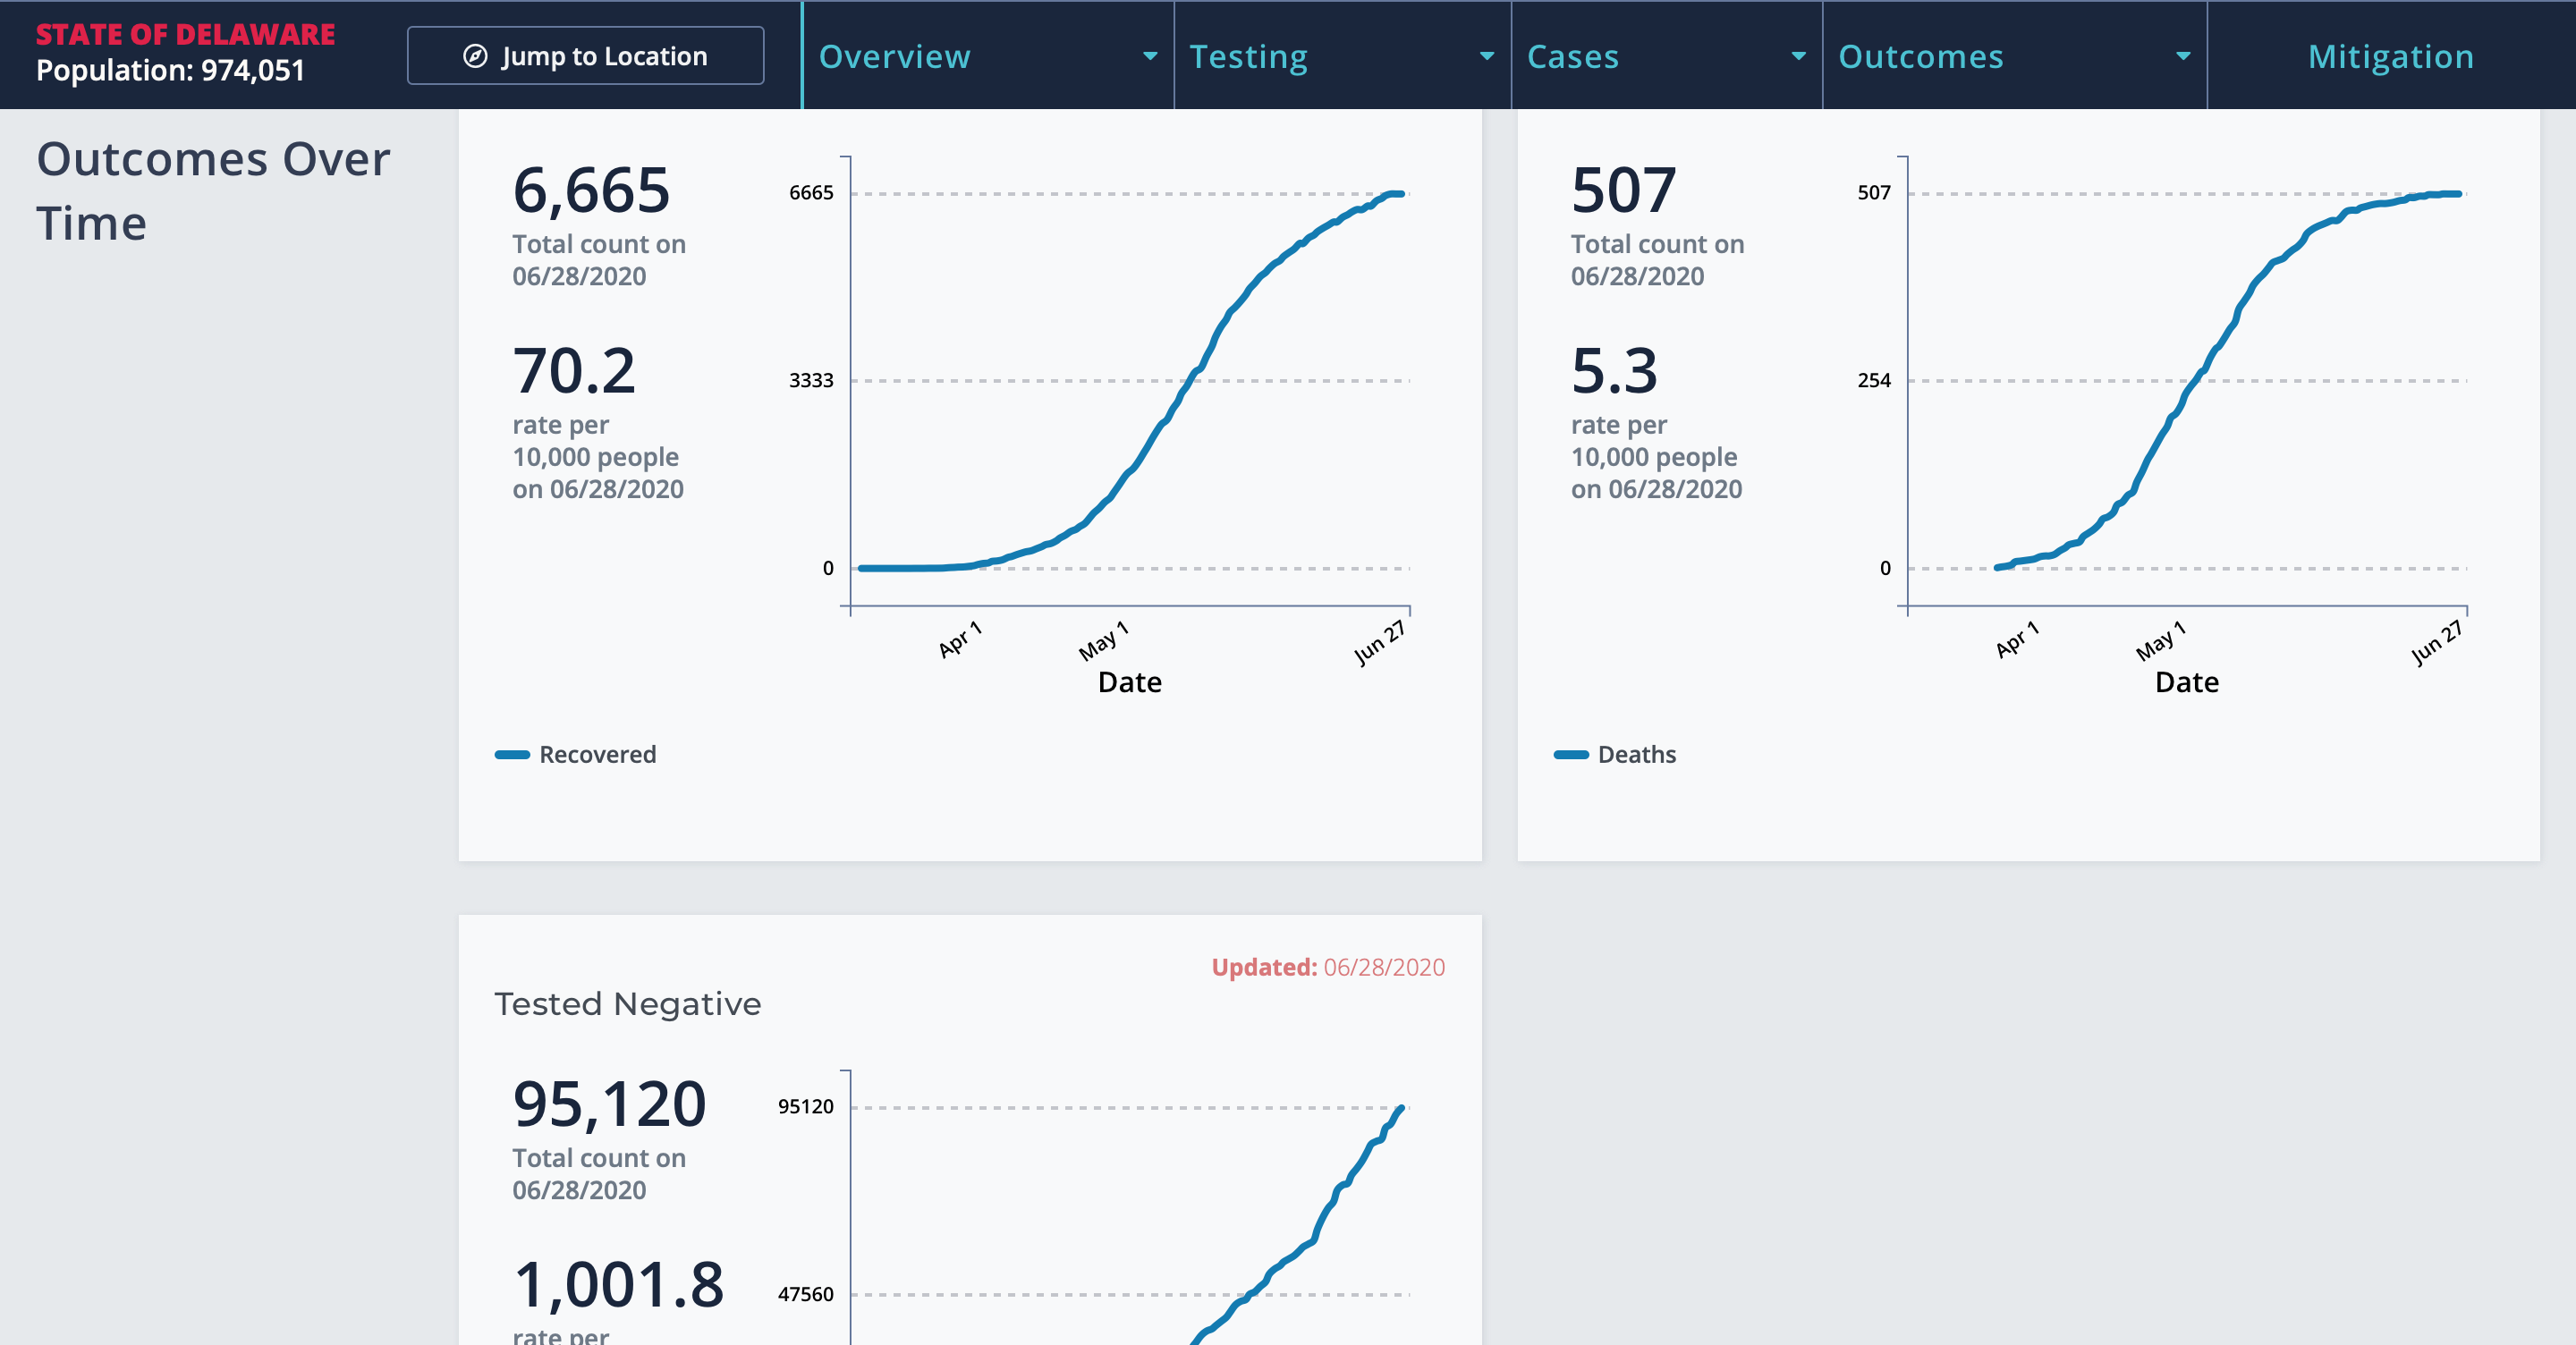 STATE OF DELAWARE
Population: 974,051
Jump to Location
Overview
Testing
Cases
Outcomes
Mitigation
Outcomes Over
Time
6,665
Total count on
06/28/2020
70.2
rate per
10,000 people
on 06/28/2020
6665
3333
0
Apr 1
May 1
Jun 27
Date
Recovered
507
Total count on
06/28/2020
5.3
rate per
10,000 people
on 06/28/2020
507
254
0
Apr 1
May 1
Jun 27
Date
Deaths
Updated: 06/28/2020
Tested Negative
95,120
Total count on
06/28/2020
1,001.8
rate per
95120
47560